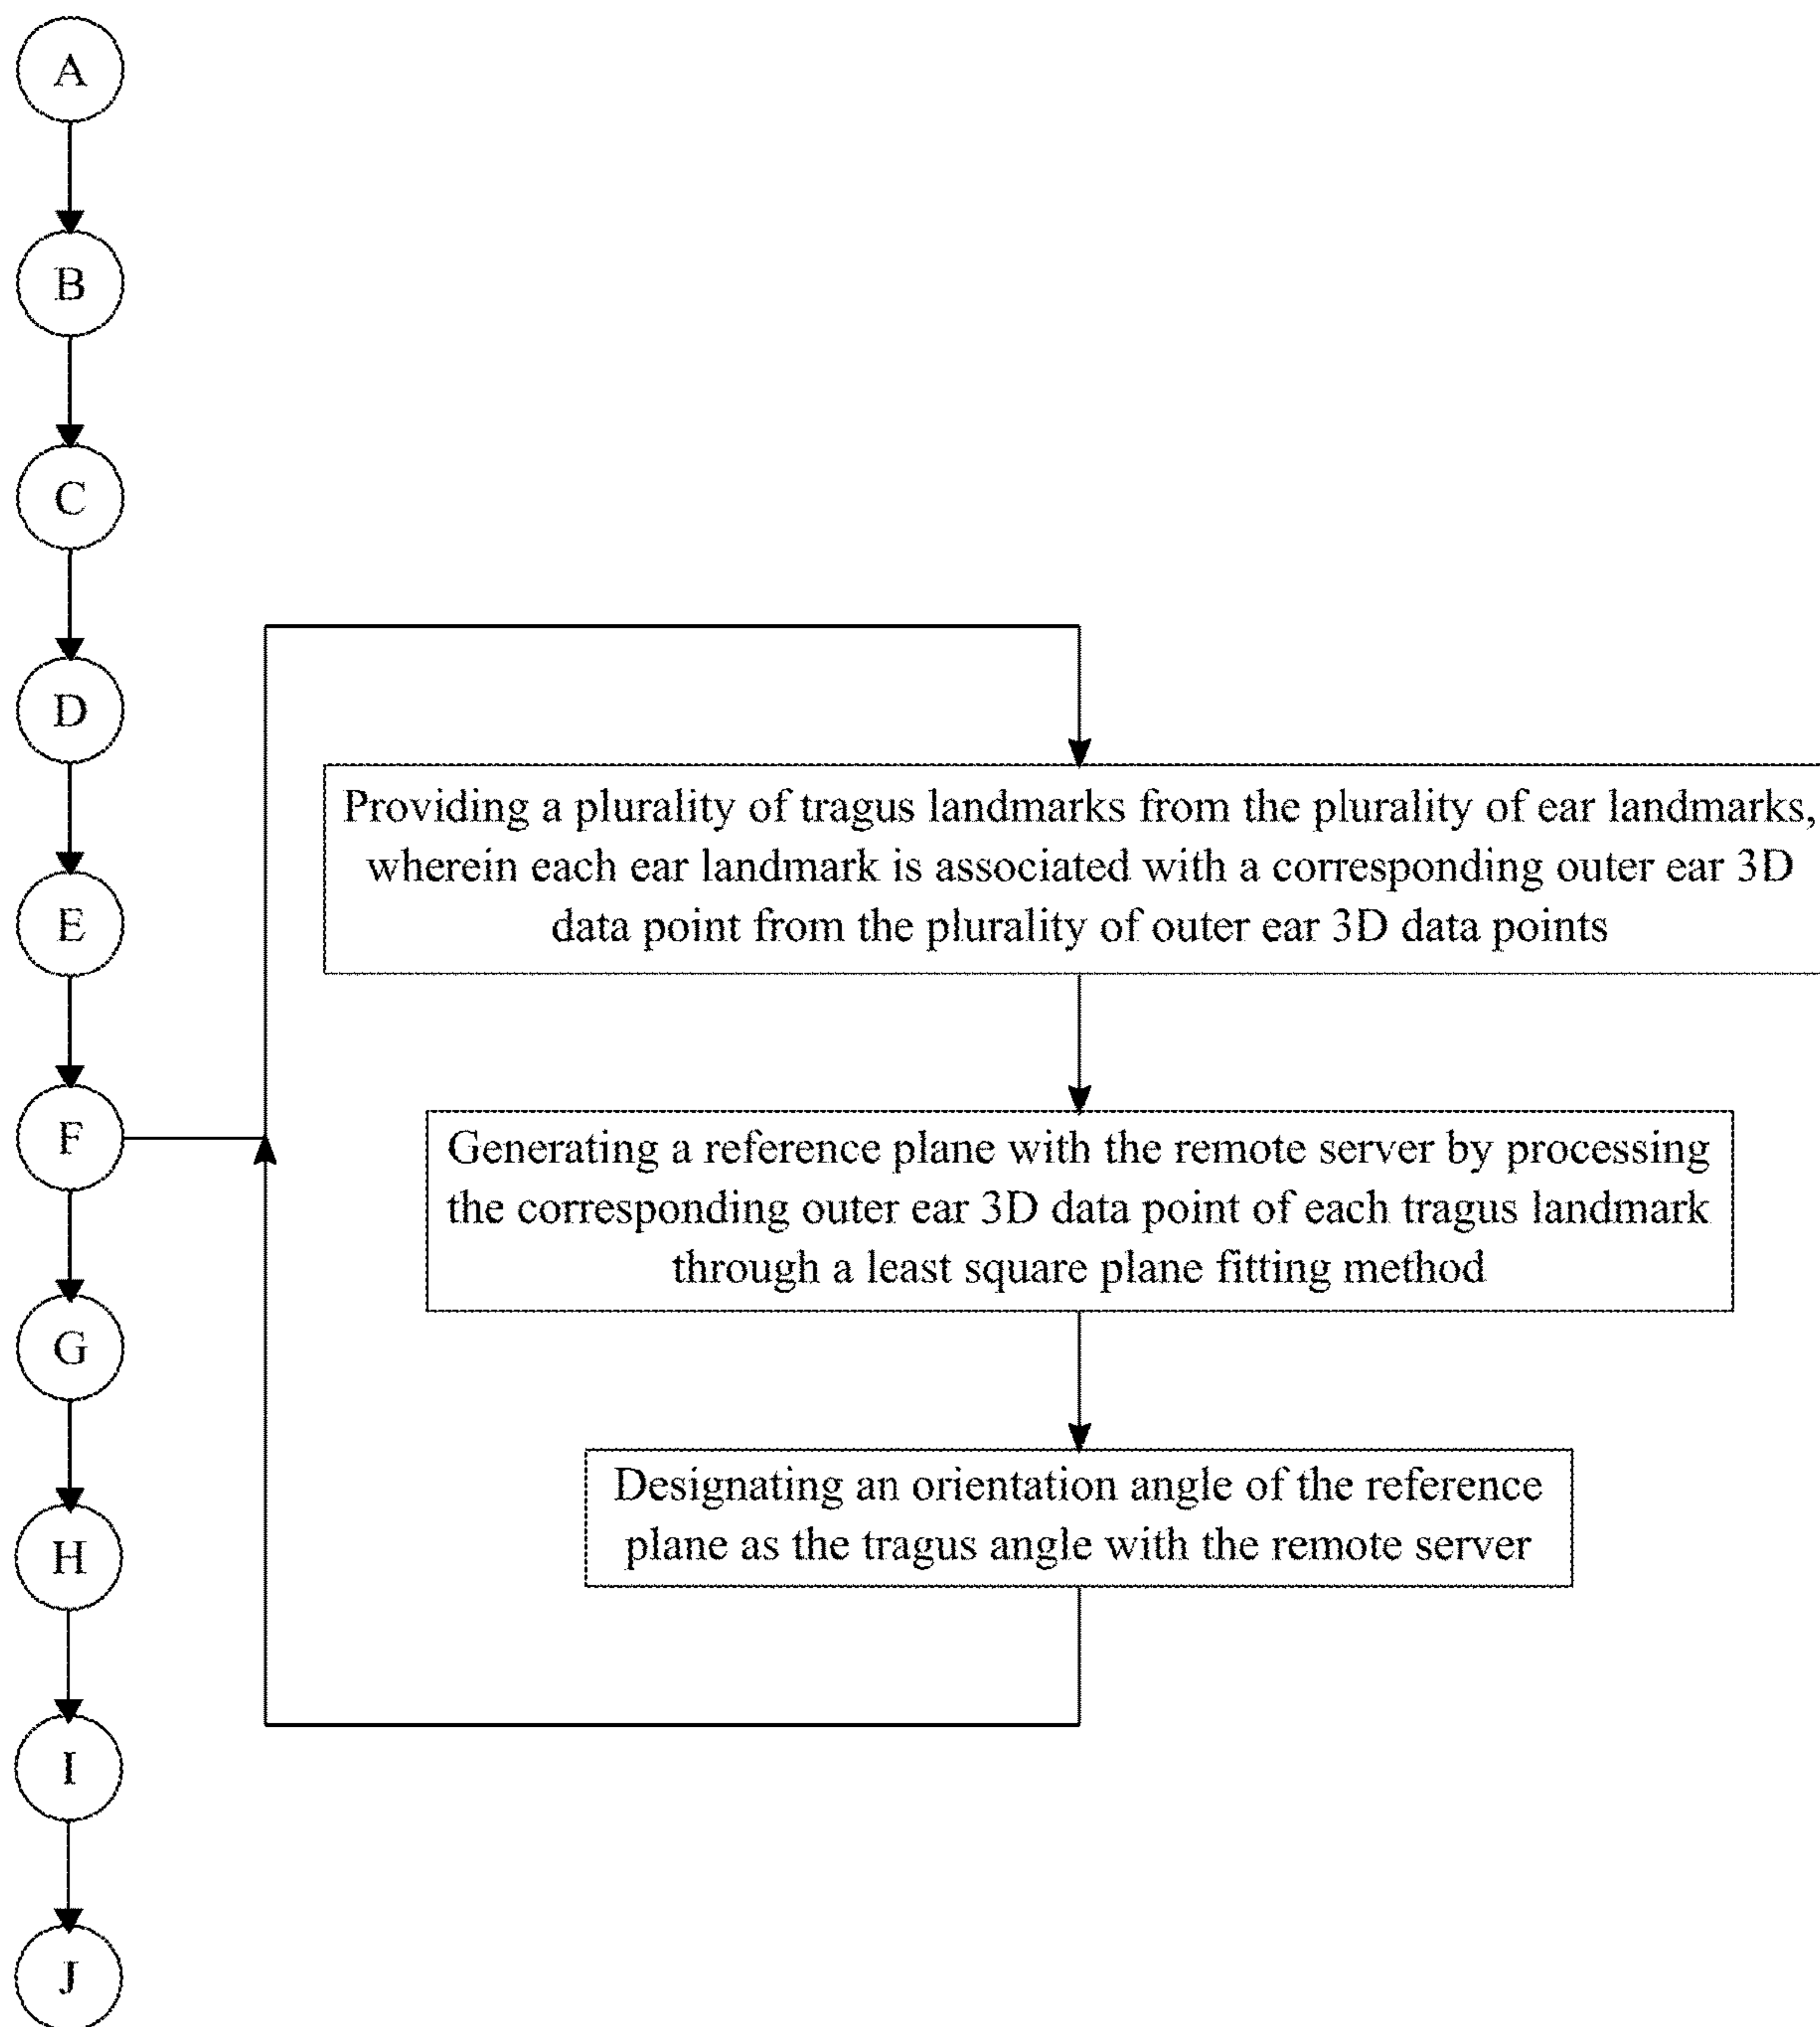 A
B
C
D
Providing a plurality of tragus landmarks from the plurality of ear landmarks,
wherein each ear landmark is associated with a corresponding outer ear 3D
data point from the plurality of outer ear 3D data points
E
F
Generating a reference plane with the remote server by processing
the corresponding outer ear 3D data point of each tragus landmark
through a least square plane fitting method
G
Designating an orientation angle of the reference
plane as the tragus angle with the remote server
H
I
J